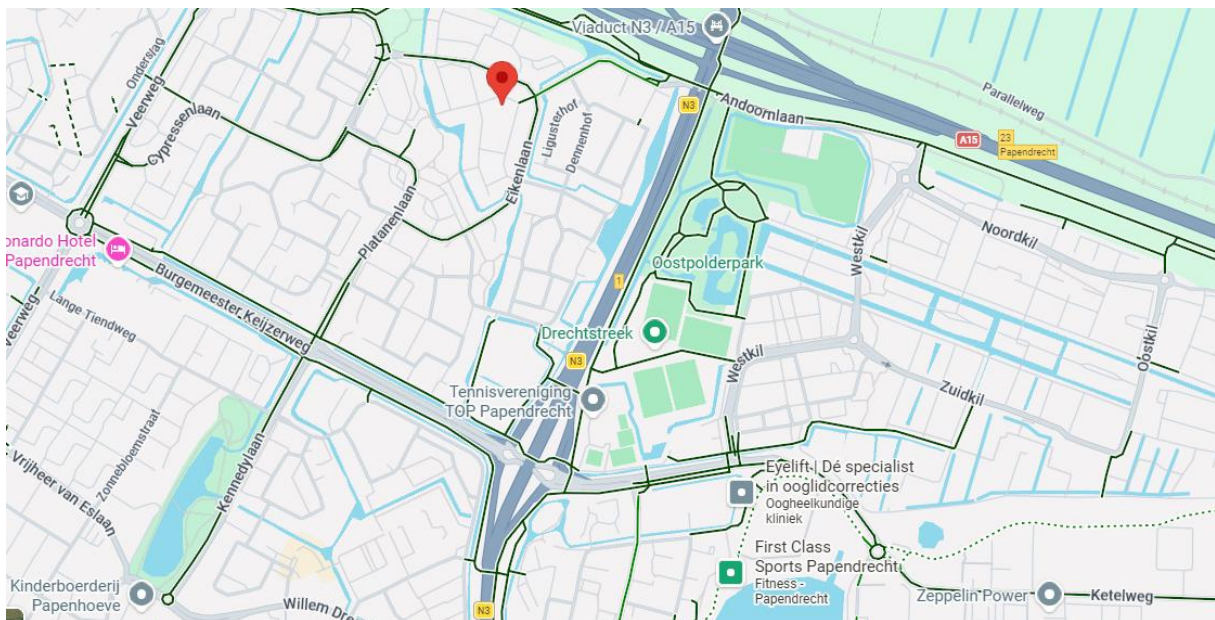 Viaduct N3 / A15
Onderslag
Veerweg
Cypressenlaan
Parallelweg
N3
Andoornlaan
A15
23
Papendrecht
Ligusterhof
Dennenhof
Eikenlaan
Platanenlaan
onardo Hotel
Papendrecht
Burgemeester Keijzerweg
Westkil
Noordkil
Oostpolderpark
1
Veerweg
Lange Tiendweg
Drechtstreek
Oostkil
N3
Westkil
Zuidkil
Tennisvereniging
TOP Papendrecht
Zonnebloemstraat
Kennedylaan
Vrijheer van Eslaan
Eyelift | Dé specialist
in ooglidcorrecties
Oogheelkundige
kliniek
First Class
Sports Papendrecht
Fitness -
Papendrecht
Kinderboerderij
Papenhoeve
Willem Dre
N3
Zeppelin Power
Ketelweg